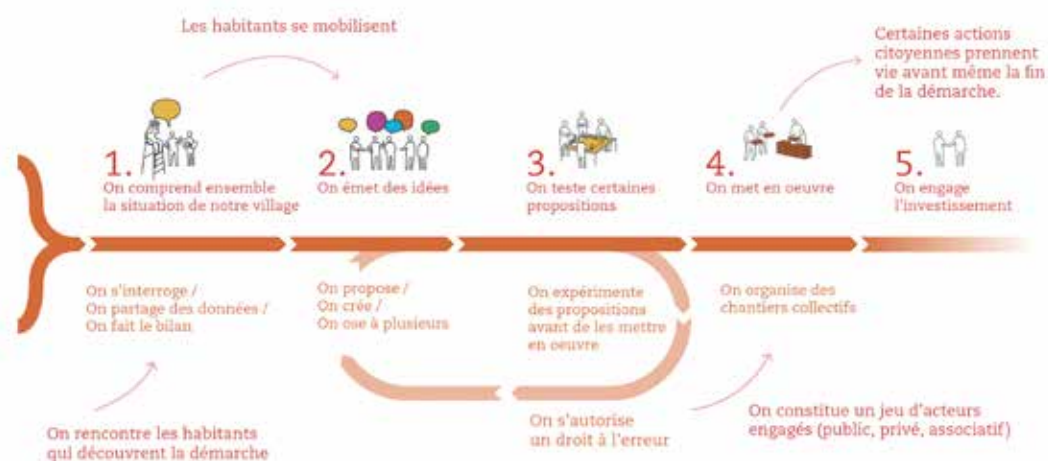 Les habitants se mobilisent
Certaines actions
citoyennes prennent
vie avant même la fin
de la démarche.
1.
On comprend ensemble
la situation de notre village
2.
On émet des idées
3.
On teste certaines
propositions
4.
On met en oeuvre
5.
On engage
l'investissement
On s'interroge /
On partage des données /
On fait le bilan
On propose /
On crée /
On ose à plusieurs
On expérimente
des propositions
avant de les mettre
en oeuvre
On organise des
chantiers collectifs
On rencontre les habitants
qui découvrent la démarche
On s'autorise
un droit à l'erreur
On constitue un jeu d'acteurs
engagés (public, privé, associatif)